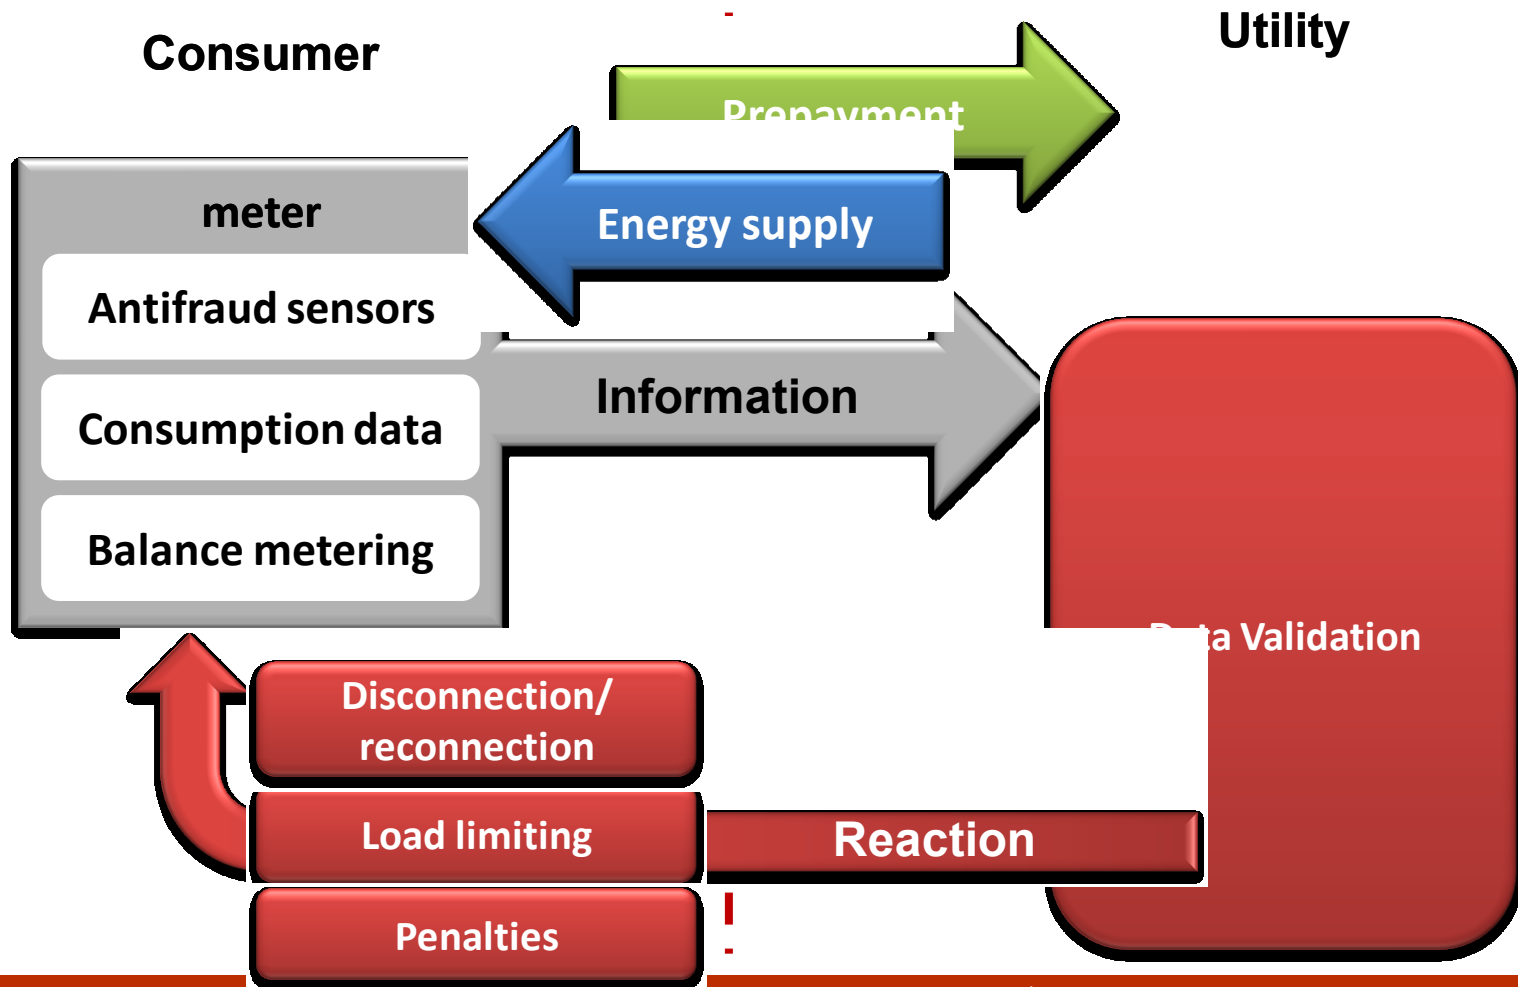 Consumer
Utility
Prepayment
meter
Energy supply
Antifraud sensors
Information
Consumption data
Balance metering
Data Validation
Disconnection/
reconnection
Load limiting
Reaction
Penalties